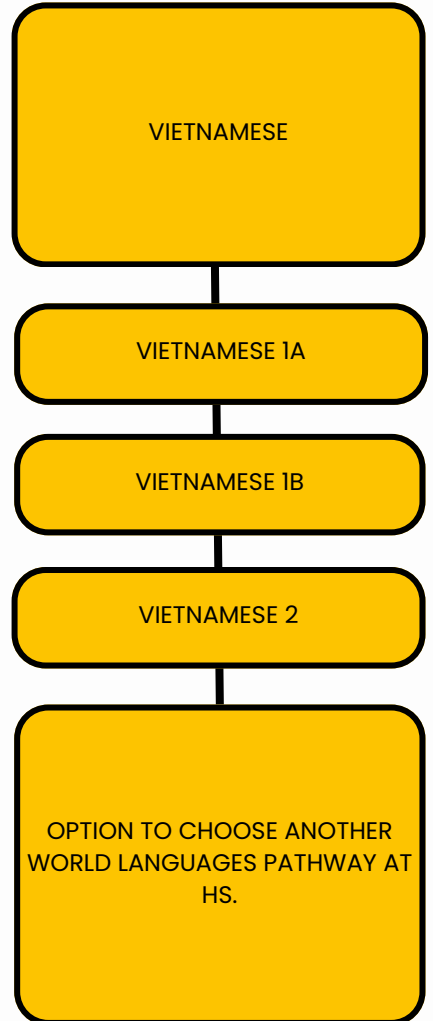 VIETNAMESE
VIETNAMESE 1A
VIETNAMESE 1B
VIETNAMESE 2
OPTION TO CHOOSE ANOTHER
WORLD LANGUAGES PATHWAY AT
HS.